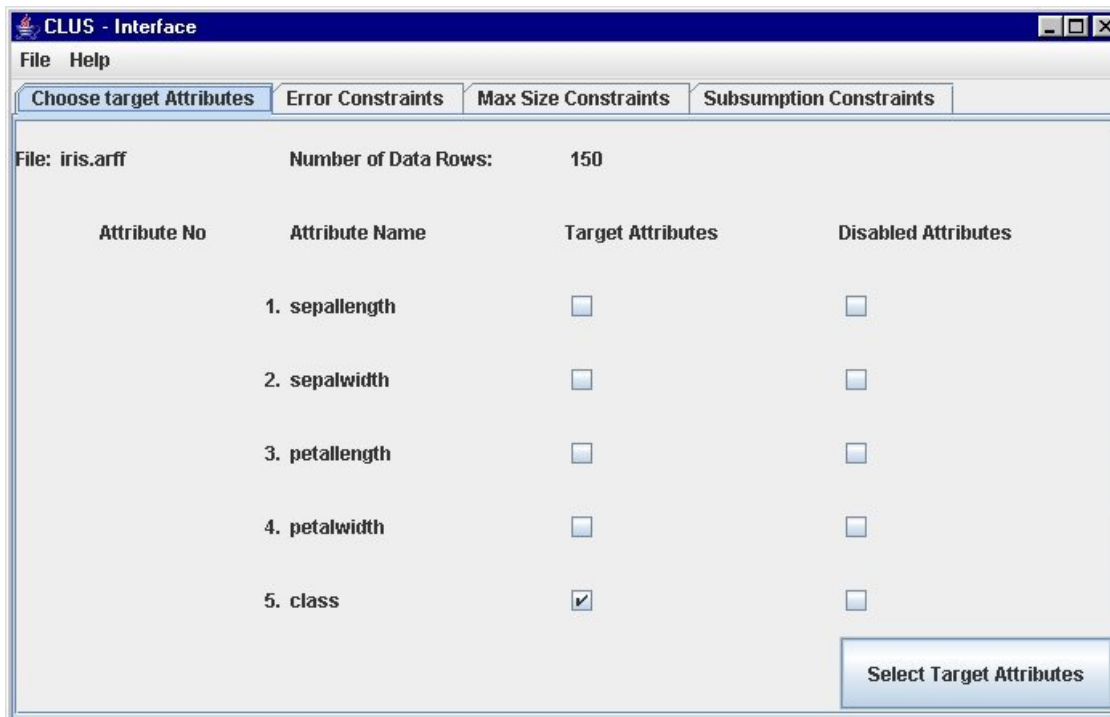 CLUS - Interface
File Help
Choose target Attributes Error Constraints Max Size Constraints Subsumption Constraints
File: iris.arff Number of Data Rows: 150
Attribute No Attribute Name Target Attributes Disabled Attributes
1. sepallength
2. sepalwidth
3. petallength
4. petalwidth
5. class
Select Target Attributes